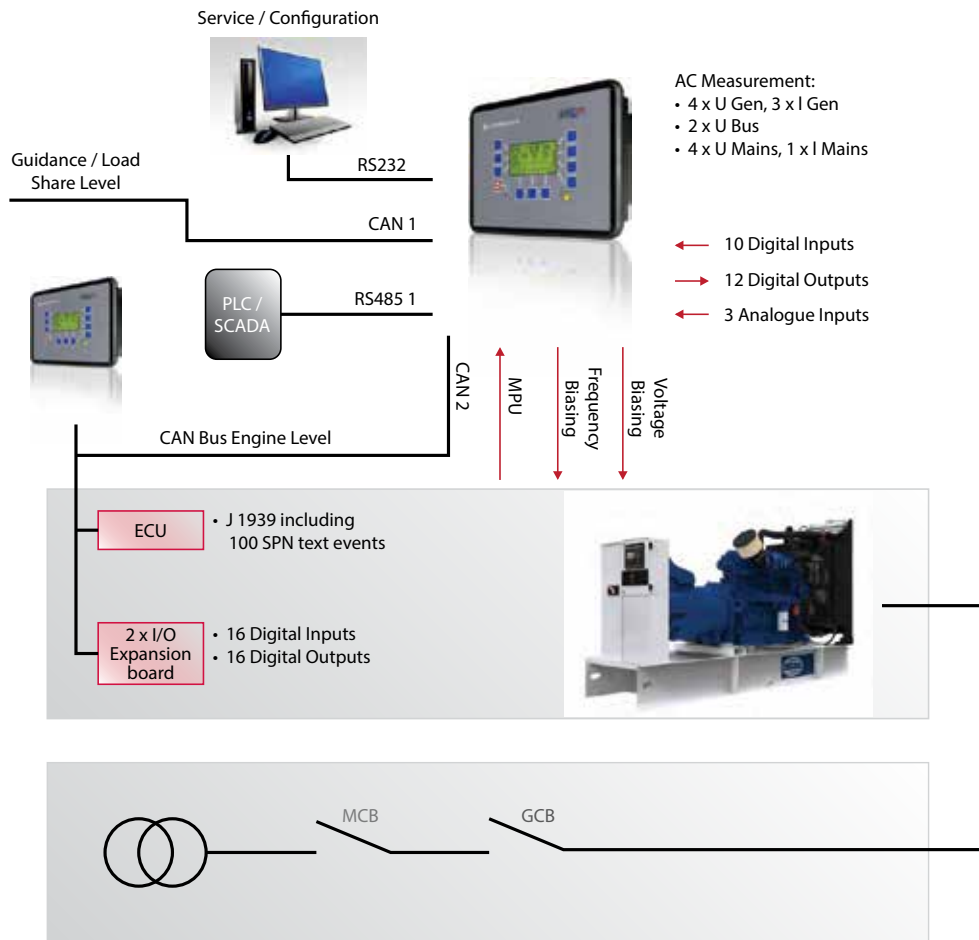 Service / Configuration
AC Measurement:
• 4 x U Gen, 3 x I Gen
• 2 x U Bus
• 4 x U Mains, 1 x I Mains
Guidance / Load
Share Level
RS232
CAN 1
10 Digital Inputs
12 Digital Outputs
3 Analogue Inputs
PLC /
SCADA
RS485 1
CAN 2
MPU
Frequency
Biasing
Voltage
Biasing
CAN Bus Engine Level
ECU
• J 1939 including
100 SPN text events
2 x I/O
Expansion
board
• 16 Digital Inputs
• 16 Digital Outputs
MCB
GCB